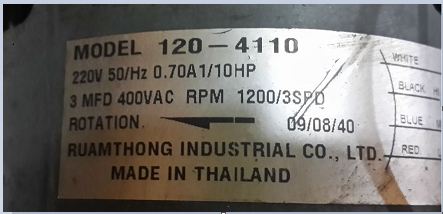 MODEL 120-4110
220V 50/Hz 0.70A1/10HP
3 MFD 400VAC RPM 1200/3SPD
ROTATION. 09/08/40
RUAMTHONG INDUSTRIAL CO., LTD.
MADE IN THAILAND
WHITE
BLACK HI
BLUE M
RED L